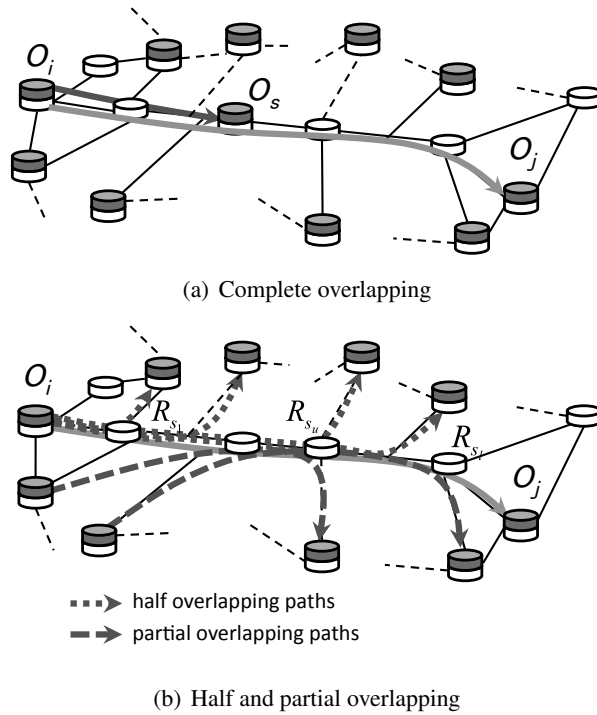 O_i
O_s
O_j
(a) Complete overlapping
O_i
R_{s_1} R_{s_u} R_{s_t}
O_j
half overlapping paths
partial overlapping paths
(b) Half and partial overlapping